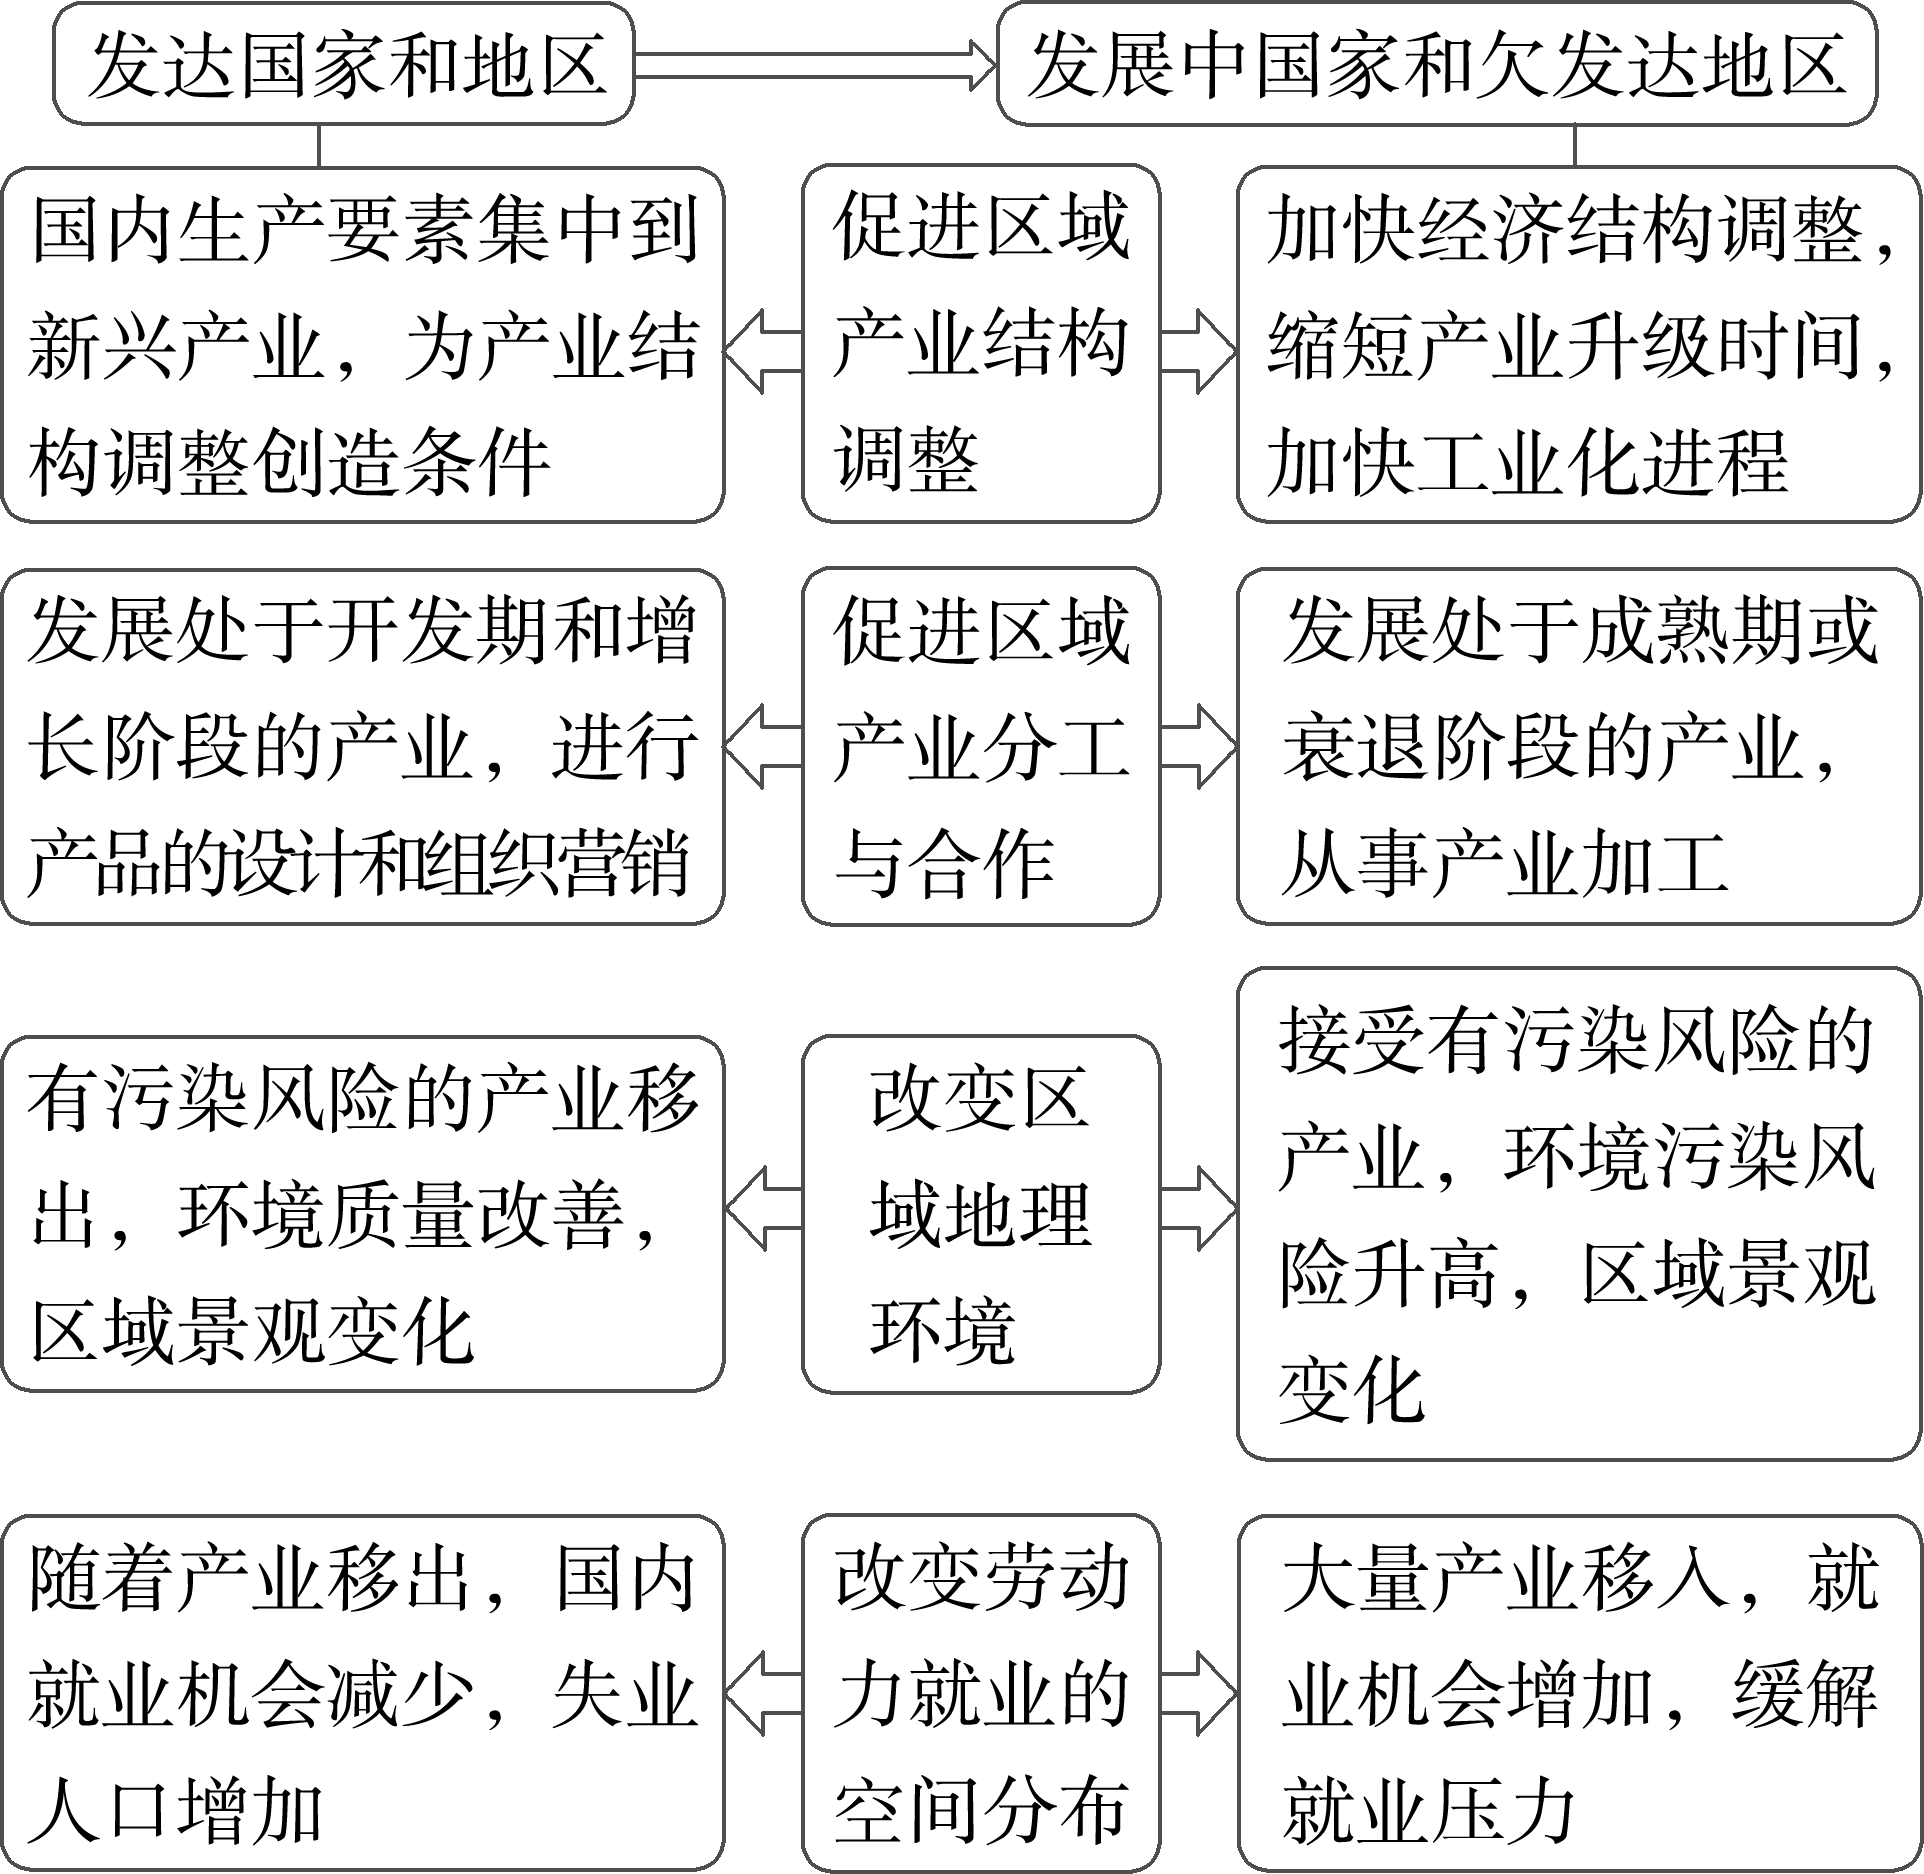 发达国家和地区
发展中国家和欠发达地区
国内生产要素集中到
新兴产业，为产业结
构调整创造条件
促进区域
产业结构
调整
加快经济结构调整，
缩短产业升级时间，
加快工业化进程
发展处于开发期和增
长阶段的产业，进行
产品的设计和组织营销
促进区域
产业分工
与合作
发展处于成熟期或
衰退阶段的产业，
从事产业加工
有污染风险的产业移
出，环境质量改善，
区域景观变化
改变区
域地理
环境
接受有污染风险的
产业，环境污染风
险升高，区域景观
变化
随着产业移出，国内
就业机会减少，失业
人口增加
改变劳动
力就业的
空间分布
大量产业移入，就
业机会增加，缓解
就业压力